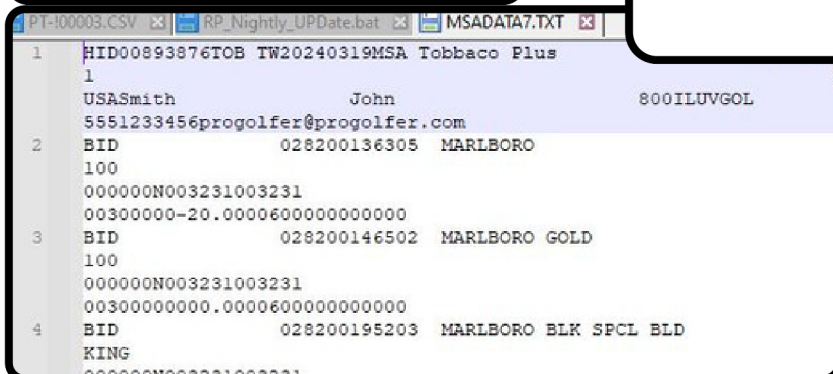 PT-!00003.CSV RP_Nightly_UPDate.bat MSADATA7.TXT
1 HID00893876TOB TW20240319MSA Tobbaco Plus
1
USASmith John 800ILUVGOL
5551233456progolfer@progolfer.com
2 BID 028200136305 MARLBORO
100
000000N003231003231
00300000-20.0000600000000000
3 BID 028200146502 MARLBORO GOLD
100
000000N003231003231
00300000000.0000600000000000
4 BID 028200195203 MARLBORO BLK SPCL BLD
KING
000000N003231003231